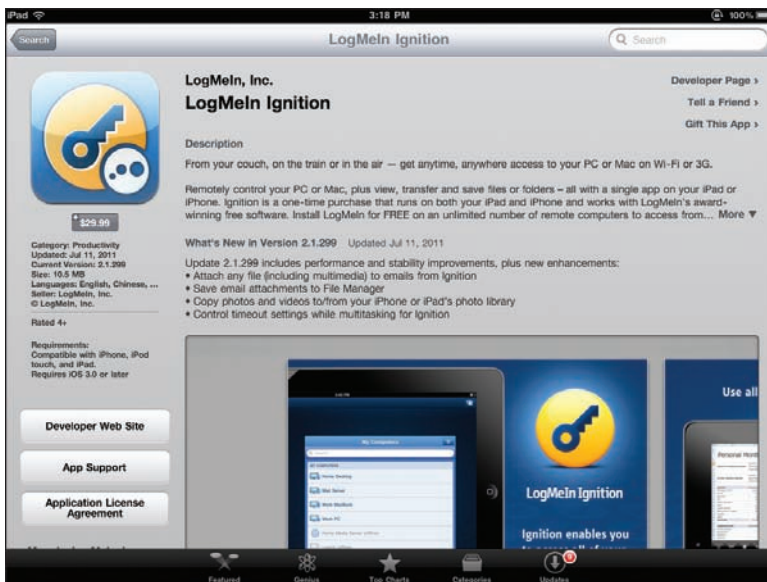 iPad
3:18 PM
100%
Search
LogMeIn Ignition
Search
LogMeIn, Inc.
LogMeIn Ignition
Developer Page ›
Tell a Friend ›
Gift This App ›
Description
From your couch, on the train or in the air — get anytime, anywhere access to your PC or Mac on Wi-Fi or 3G.
Remotely control your PC or Mac, plus view, transfer and save files or folders – all with a single app on your iPad or
iPhone. Ignition is a one-time purchase that runs on both your iPad and iPhone and works with LogMeIn's award-
winning free software. Install LogMeIn for FREE on an unlimited number of remote computers to access from... More ▼
What's New in Version 2.1.299 Updated Jul 11, 2011
Update 2.1.299 includes performance and stability improvements, plus new enhancements:
• Attach any file (including multimedia) to emails from Ignition
• Save email attachments to File Manager
• Copy photos and videos to/from your iPhone or iPad's photo library
• Control timeout settings while multitasking for Ignition
$29.99
Category: Productivity
Updated: Jul 11, 2011
Current Version: 2.1.299
Size: 10.5 MB
Languages: English, Chinese, ...
Seller: LogMeIn, Inc.
© LogMeIn, Inc.
Rated 4+
Requirements:
Compatible with iPhone, iPod
touch, and iPad.
Requires iOS 3.0 or later
Developer Web Site
App Support
Application License
Agreement
My Computers
Home Desktop
Mail Server
Work MacBook
Work PC
LogMeIn Ignition
Ignition enables you
Use all
Personal Mont
Featured
Genius
Top Charts
Categories
Updates